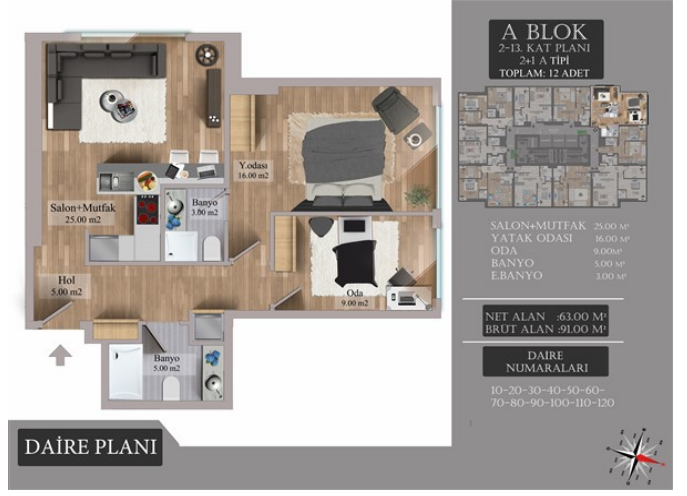 A BLOK
2-13. KAT PLANI
2+1 A TİPİ
TOPLAM: 12 ADET
Y.odası
16.00 m2
Banyo
3.00 m2
Salon+Mutfak
25.00 m2
Hol
5.00 m2
Oda
9.00 m2
Banyo
5.00 m2
SALON+MUTFAK 25.00 M²
YATAK ODASI 16.00 M²
ODA 9.00M²
BANYO 5.00 M²
E.BANYO 3.00 M²
NET ALAN :63.00 M²
BRÜT ALAN :91.00 M²
DAİRE
NUMARALARI
10-20-30-40-50-60-
70-80-90-100-110-120
DAİRE PLANI